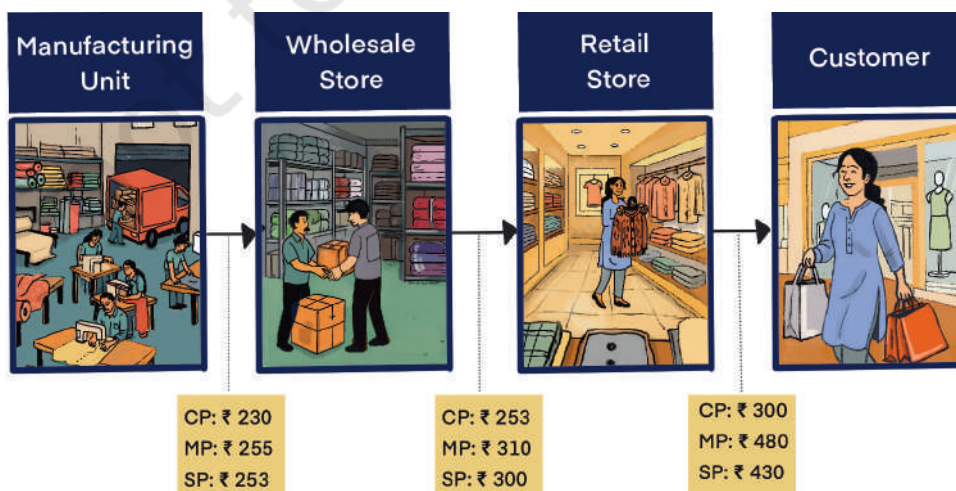 Manufacturing
Unit
Wholesale
Store
Retail
Store
Customer
CP: ₹ 230
MP: ₹ 255
SP: ₹ 253
CP: ₹ 253
MP: ₹ 310
SP: ₹ 300
CP: ₹ 300
MP: ₹ 480
SP: ₹ 430